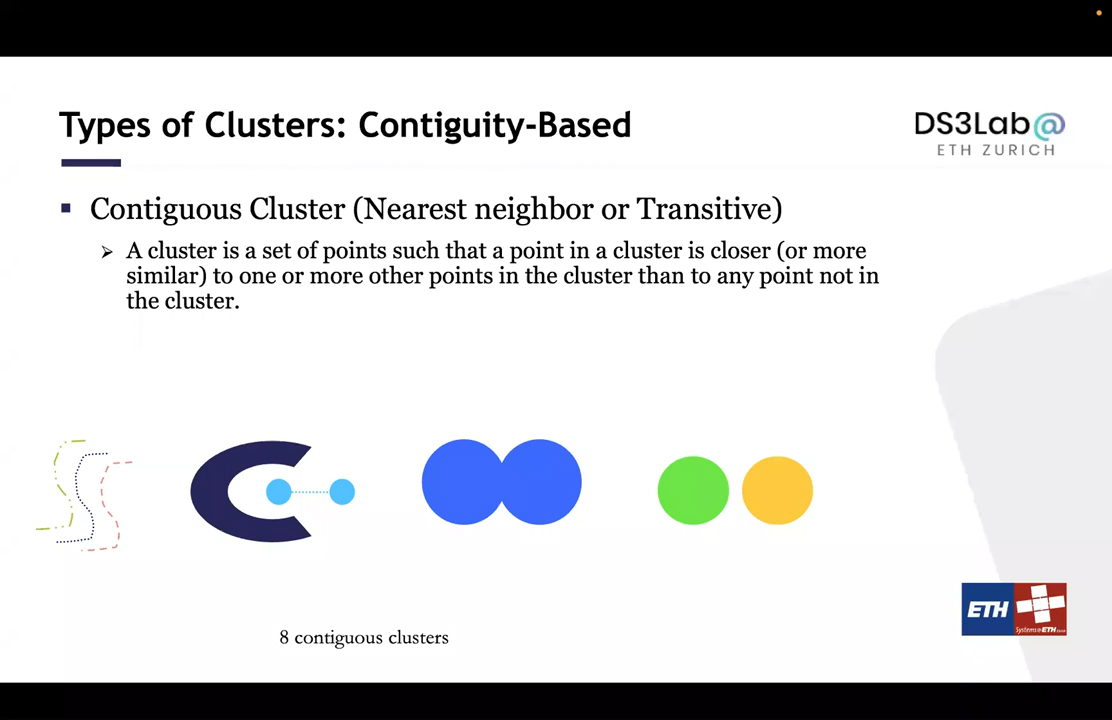 Types of Clusters: Contiguity-Based
DS3Lab@
ETH ZURICH
Contiguous Cluster (Nearest neighbor or Transitive)
A cluster is a set of points such that a point in a cluster is closer (or more
similar) to one or more other points in the cluster than to any point not in
the cluster.
8 contiguous clusters
ETH
Systems@ETH